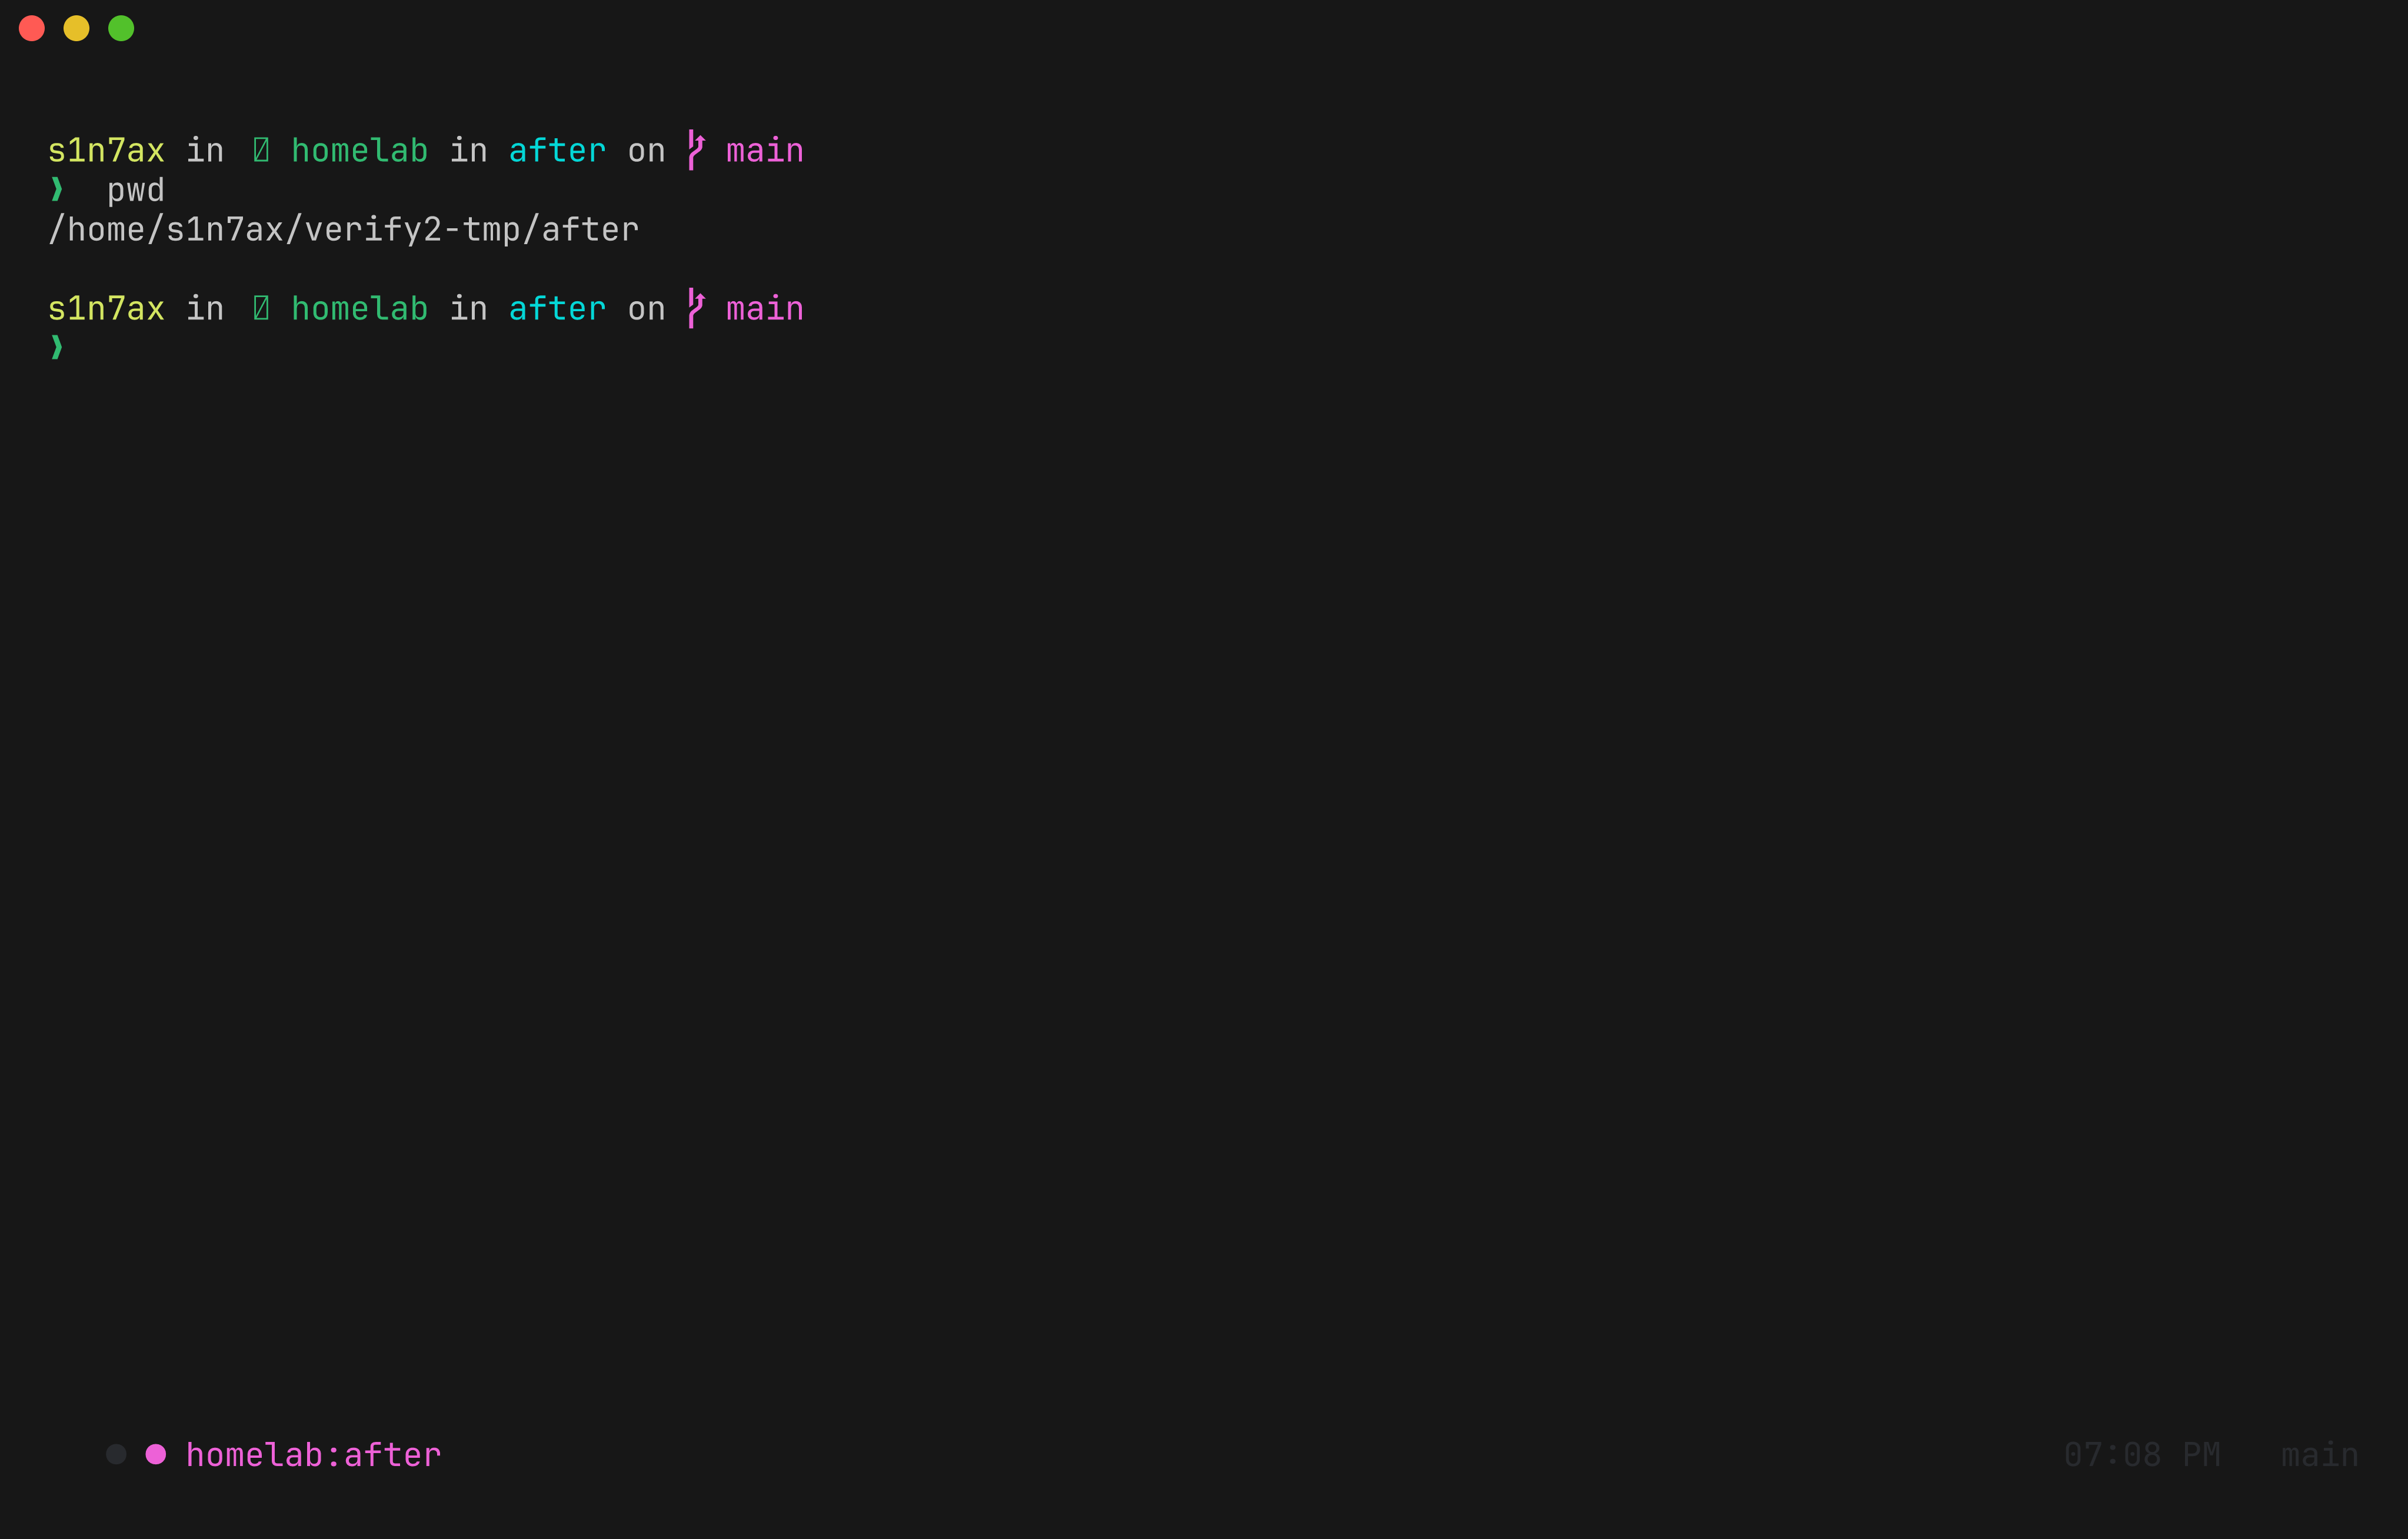 s1n7ax in homelab in after on main
❯ pwd
/home/s1n7ax/verify2-tmp/after
s1n7ax in homelab in after on main
❯
homelab:after
07:08 PM main